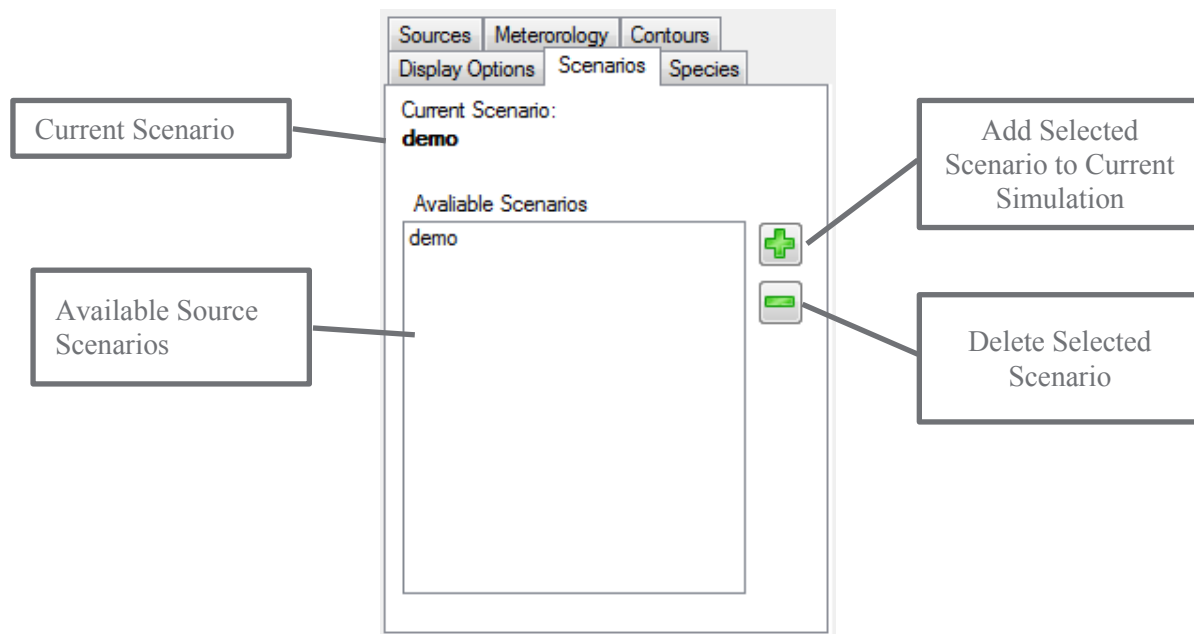 Sources Meterorology Contours
Display Options Scenarios Species
Current Scenario:
demo
Current Scenario
Add Selected
Scenario to Current
Simulation
Avaliable Scenarios
demo
Available Source
Scenarios
Delete Selected
Scenario